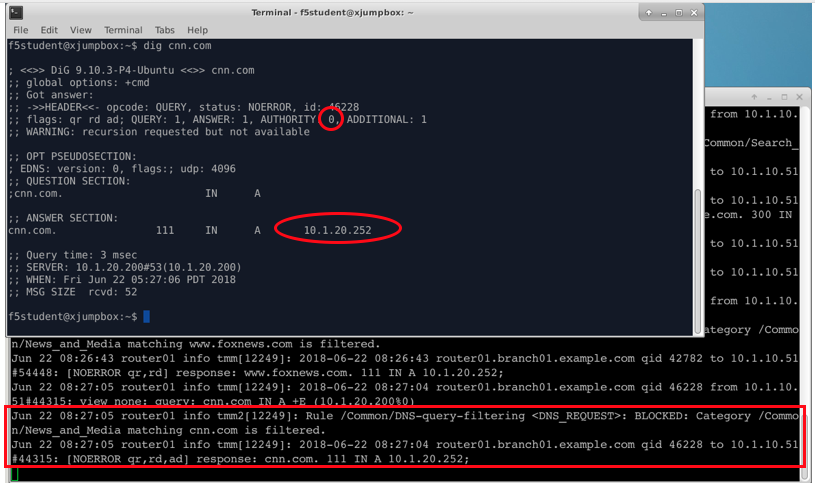 Terminal - f5student@xjumpbox: ~
File Edit View Terminal Tabs Help
f5student@xjumpbox:~$ dig cnn.com
; <<>> DiG 9.10.3-P4-Ubuntu <<>> cnn.com
;; global options: +cmd
;; Got answer:
;; ->>HEADER<<- opcode: QUERY, status: NOERROR, id: 46228
;; flags: qr rd ad; QUERY: 1, ANSWER: 1, AUTHORITY: 0, ADDITIONAL: 1
;; WARNING: recursion requested but not available
;; OPT PSEUDOSECTION:
; EDNS: version: 0, flags:; udp: 4096
;; QUESTION SECTION:
;cnn.com. IN A
;; ANSWER SECTION:
cnn.com. 111 IN A 10.1.20.252
;; Query time: 3 msec
;; SERVER: 10.1.20.200#53(10.1.20.200)
;; WHEN: Fri Jun 22 05:27:06 PDT 2018
;; MSG SIZE rcvd: 52
f5student@xjumpbox:~$
from 10.1.10.
Common/Search_
to 10.1.10.51
to 10.1.10.51
e.com. 300 IN
to 10.1.10.51
to 10.1.10.51
from 10.1.10.
ategory /Commo
n/News_and_Media matching www.foxnews.com is filtered.
Jun 22 08:26:43 router01 info tmm[12249]: 2018-06-22 08:26:43 router01.branch01.example.com qid 42782 to 10.1.10.51
#54448: [NOERROR qr,rd] response: www.foxnews.com. 111 IN A 10.1.20.252;
Jun 22 08:27:05 router01 info tmm[12249]: 2018-06-22 08:27:04 router01.branch01.example.com qid 46228 from 10.1.10.
51#44315: view none: query: cnn.com IN A +E (10.1.20.200%0)
Jun 22 08:27:05 router01 info tmm2[12249]: Rule /Common/DNS-query-filtering <DNS_REQUEST>: BLOCKED: Category /Commo
n/News_and_Media matching cnn.com is filtered.
Jun 22 08:27:05 router01 info tmm[12249]: 2018-06-22 08:27:04 router01.branch01.example.com qid 46228 to 10.1.10.51
#44315: [NOERROR qr,rd,ad] response: cnn.com. 111 IN A 10.1.20.252;